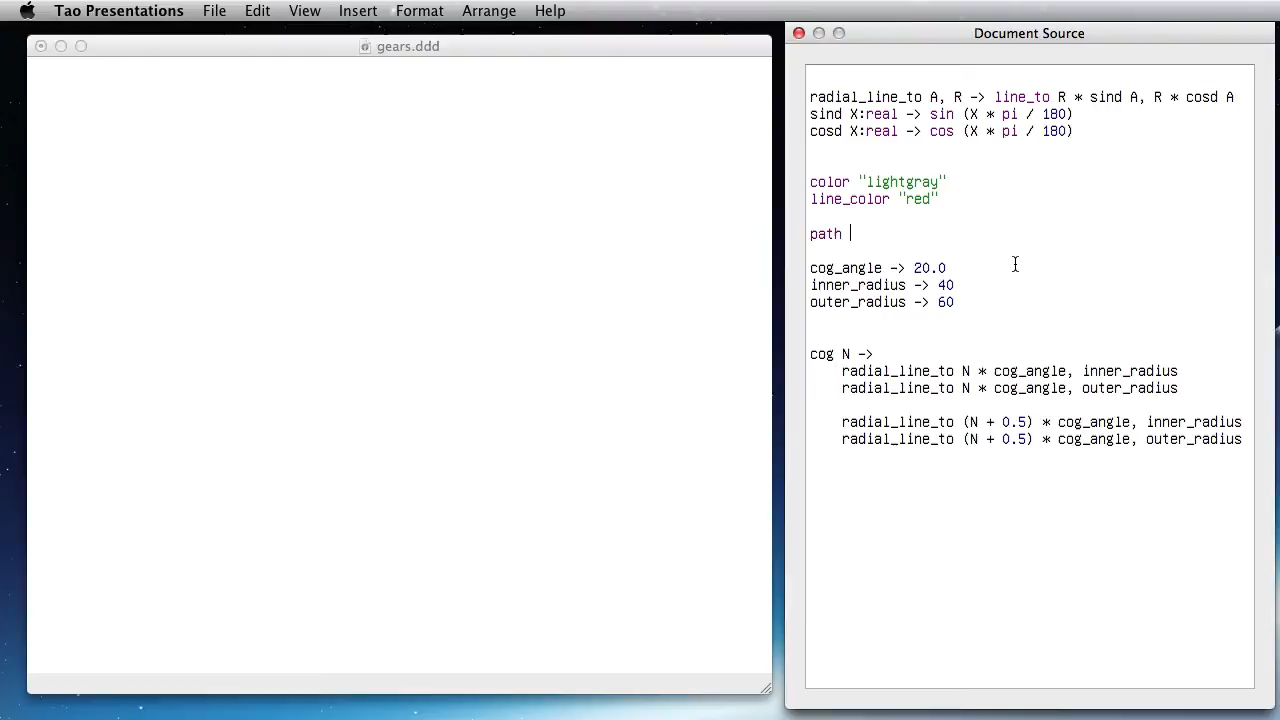 Tao Presentations File Edit View Insert Format Arrange Help
gears.ddd
Document Source
radial_line_to A, R -> line_to R * sind A, R * cosd A
sind X:real -> sin (X * pi / 180)
cosd X:real -> cos (X * pi / 180)
color "lightgray"
line_color "red"
path
cog_angle -> 20.0
inner_radius -> 40
outer_radius -> 60
cog N ->
radial_line_to N * cog_angle, inner_radius
radial_line_to N * cog_angle, outer_radius
radial_line_to (N + 0.5) * cog_angle, inner_radius
radial_line_to (N + 0.5) * cog_angle, outer_radius